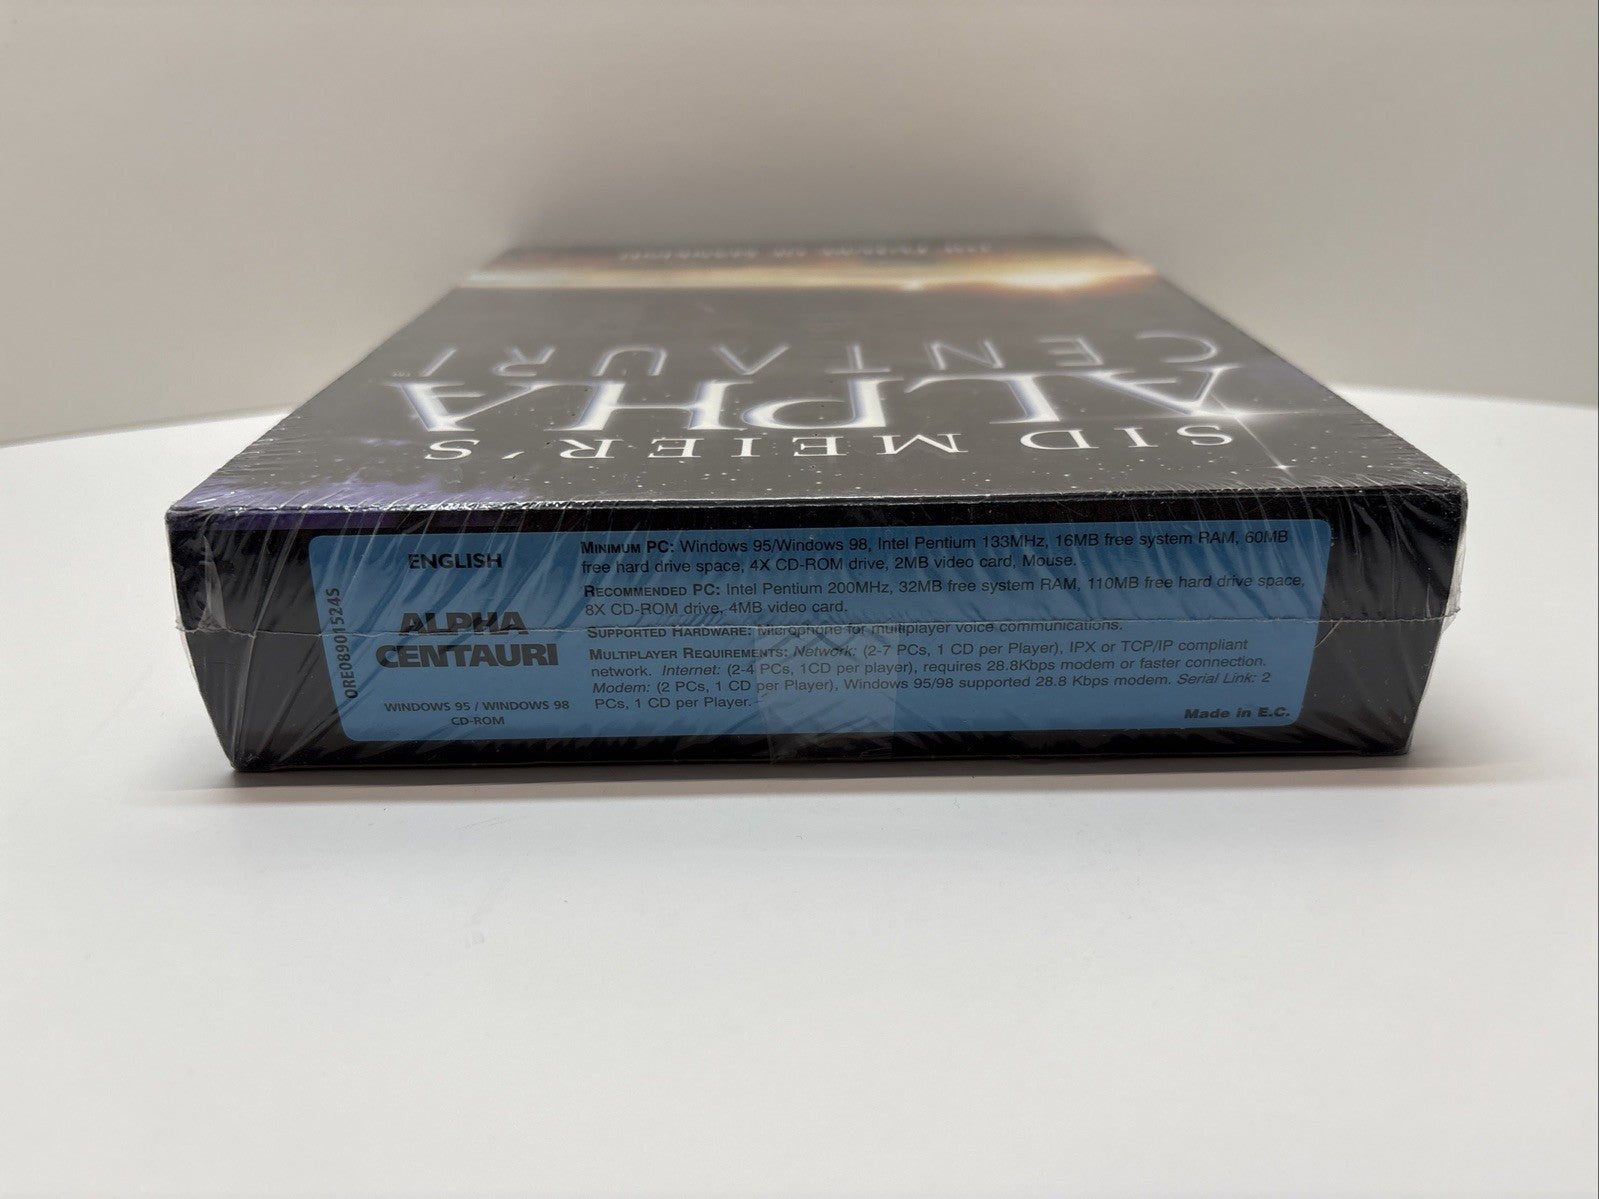 SID MEIER'S
ALPHA
CENTAURI™
ENGLISH
ALPHA
CENTAURI
WINDOWS 95 / WINDOWS 98
CD-ROM
ORE08901524S
MINIMUM PC: Windows 95/Windows 98, Intel Pentium 133MHz, 16MB free system RAM, 60MB
free hard drive space, 4X CD-ROM drive, 2MB video card, Mouse.
RECOMMENDED PC: Intel Pentium 200MHz, 32MB free system RAM, 110MB free hard drive space,
8X CD-ROM drive, 4MB video card.
SUPPORTED HARDWARE: Microphone for multiplayer voice communications.
MULTIPLAYER REQUIREMENTS: Network: (2-7 PCs, 1 CD per Player), IPX or TCP/IP compliant
network. Internet: (2-4 PCs, 1CD per player), requires 28.8Kbps modem or faster connection.
Modem: (2 PCs, 1 CD per Player), Windows 95/98 supported 28.8 Kbps modem. Serial Link: 2
PCs, 1 CD per Player.
Made in E.C.